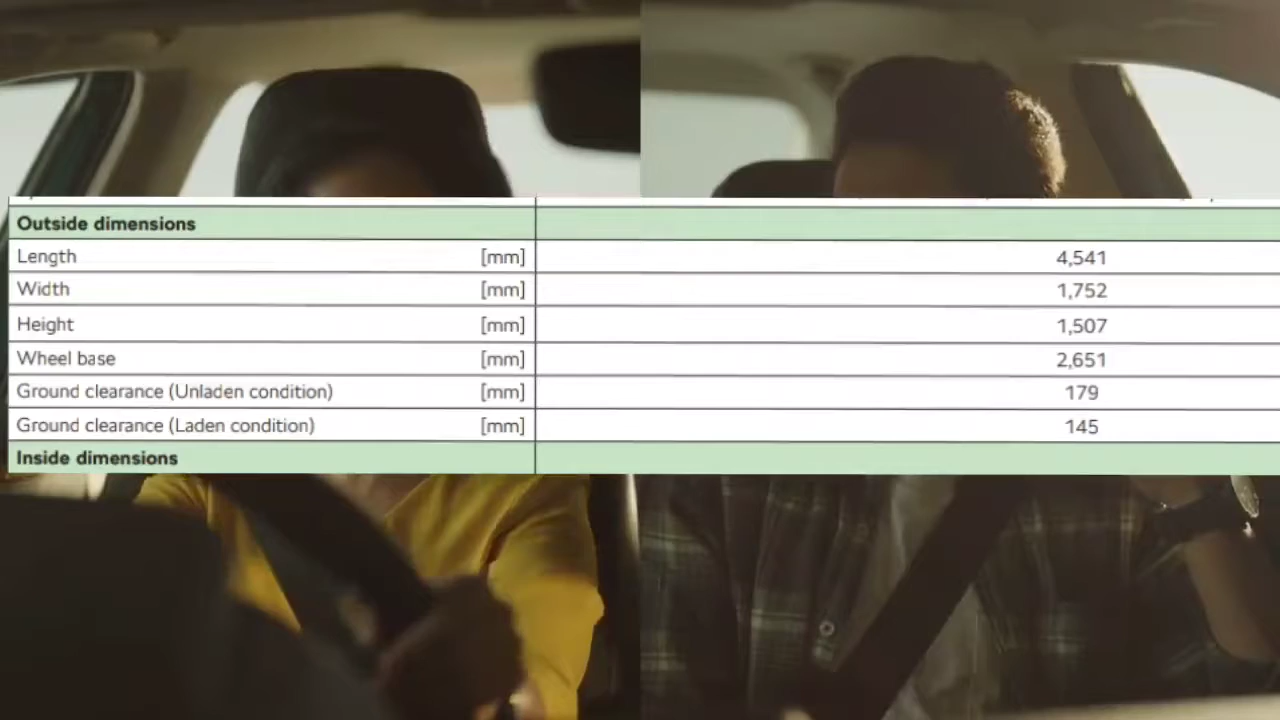 Outside dimensions
Length [mm] 4,541
Width [mm] 1,752
Height [mm] 1,507
Wheel base [mm] 2,651
Ground clearance (Unladen condition) [mm] 179
Ground clearance (Laden condition) [mm] 145
Inside dimensions